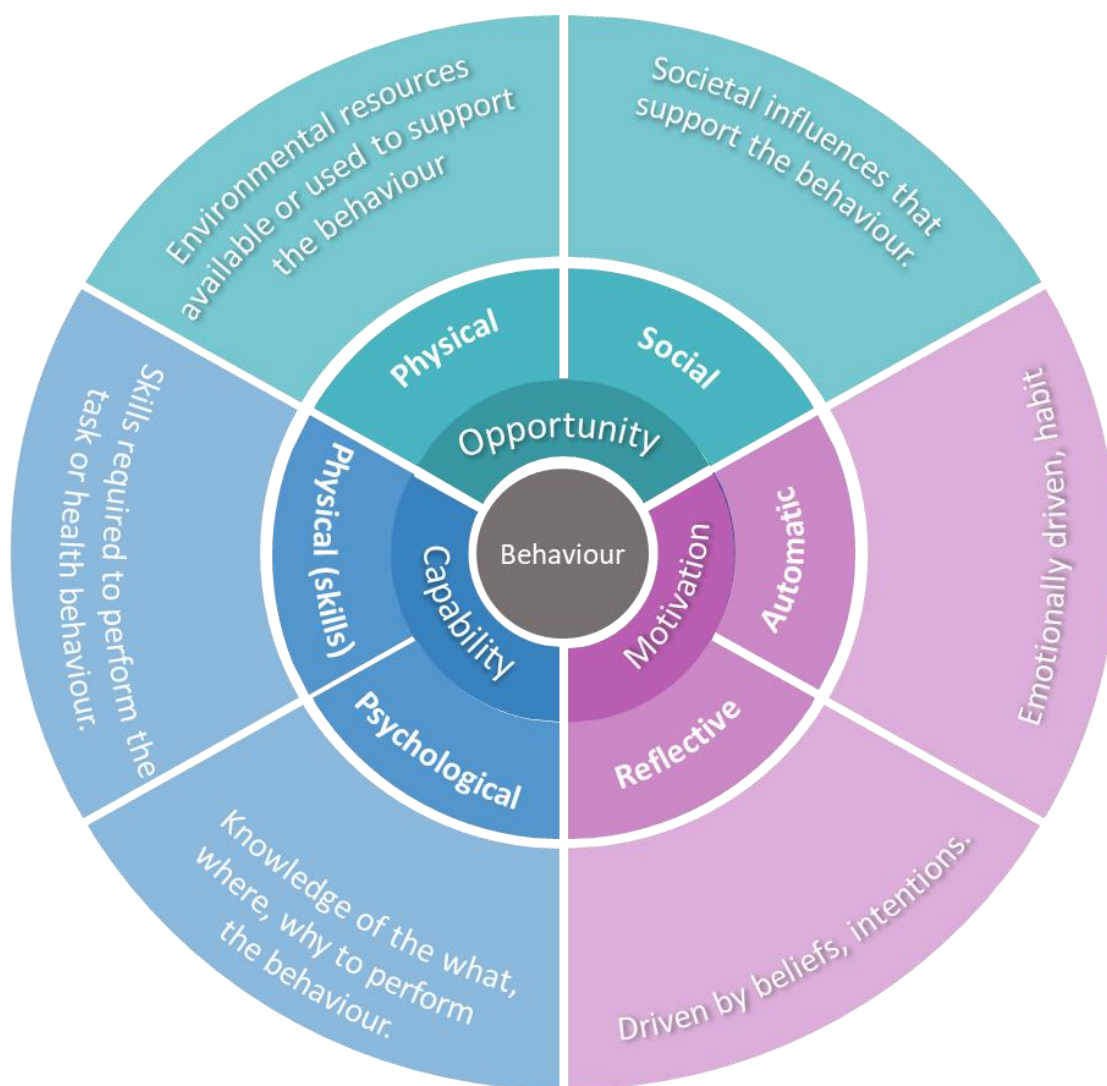 Environmental resources
available or used to support
the behaviour
Societal influences that
support the behaviour.
Physical
Social
Opportunity
Skills required to perform the
task or health behaviour.
Physical (skills)
Capability
Behaviour
Motivation
Automatic
Emotionally driven, habit
Psychological
Reflective
Knowledge of the what,
where, why to perform
the behaviour.
Driven by beliefs, intentions.